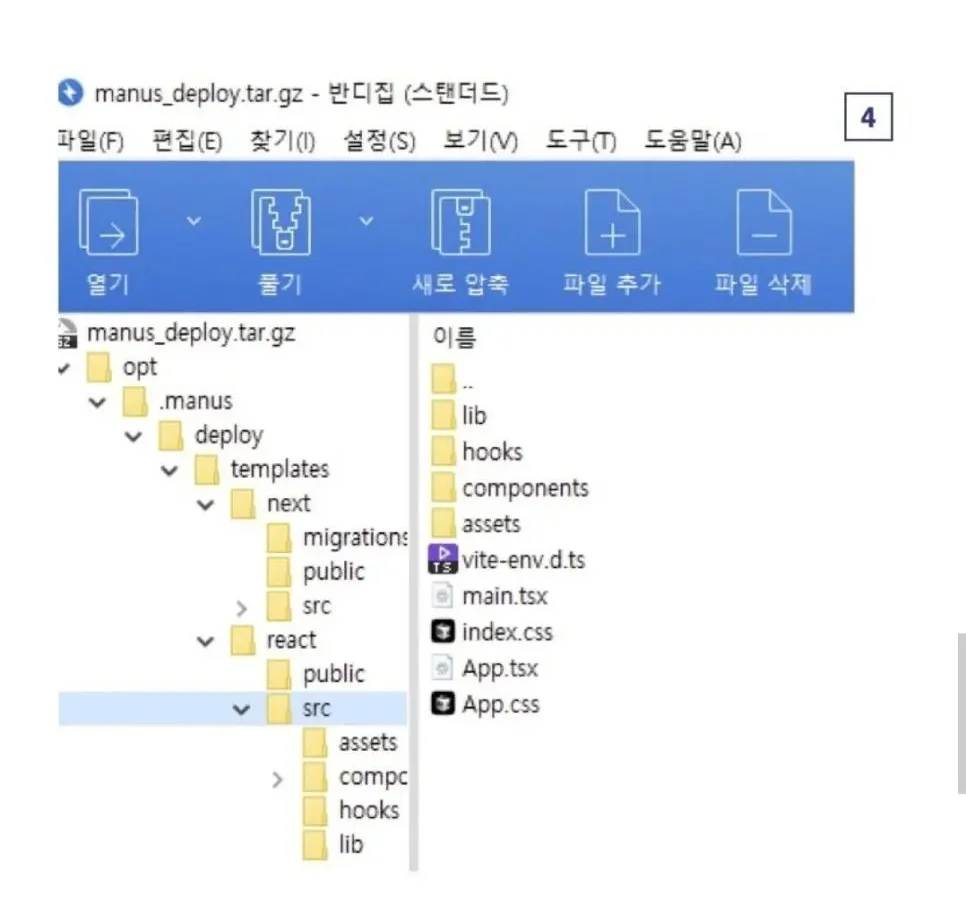 manus_deploy.tar.gz - 반디집 (스탠더드)
4
파일(F) 편집(E) 찾기(I) 설정(S) 보기(V) 도구(T) 도움말(A)
열기 풀기 새로 압축 파일 추가 파일 삭제
manus_deploy.tar.gz
opt
.manus
deploy
templates
next
migrations
public
src
react
public
src
assets
compo
hooks
lib
이름
..
lib
hooks
components
assets
TS vite-env.d.ts
main.tsx
index.css
App.tsx
App.css